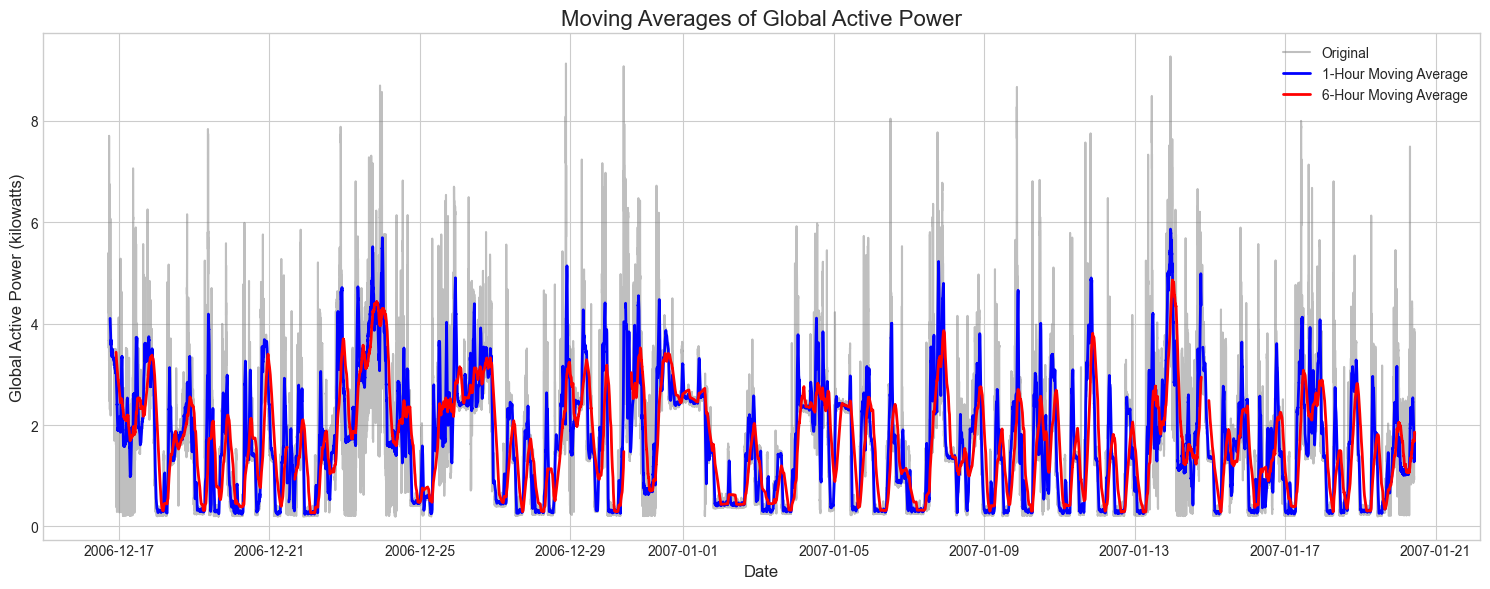 Moving Averages of Global Active Power
Original
1-Hour Moving Average
6-Hour Moving Average
Global Active Power (kilowatts)
8
6
4
2
0
2006-12-17 2006-12-21 2006-12-25 2006-12-29 2007-01-01 2007-01-05 2007-01-09 2007-01-13 2007-01-17 2007-01-21
Date